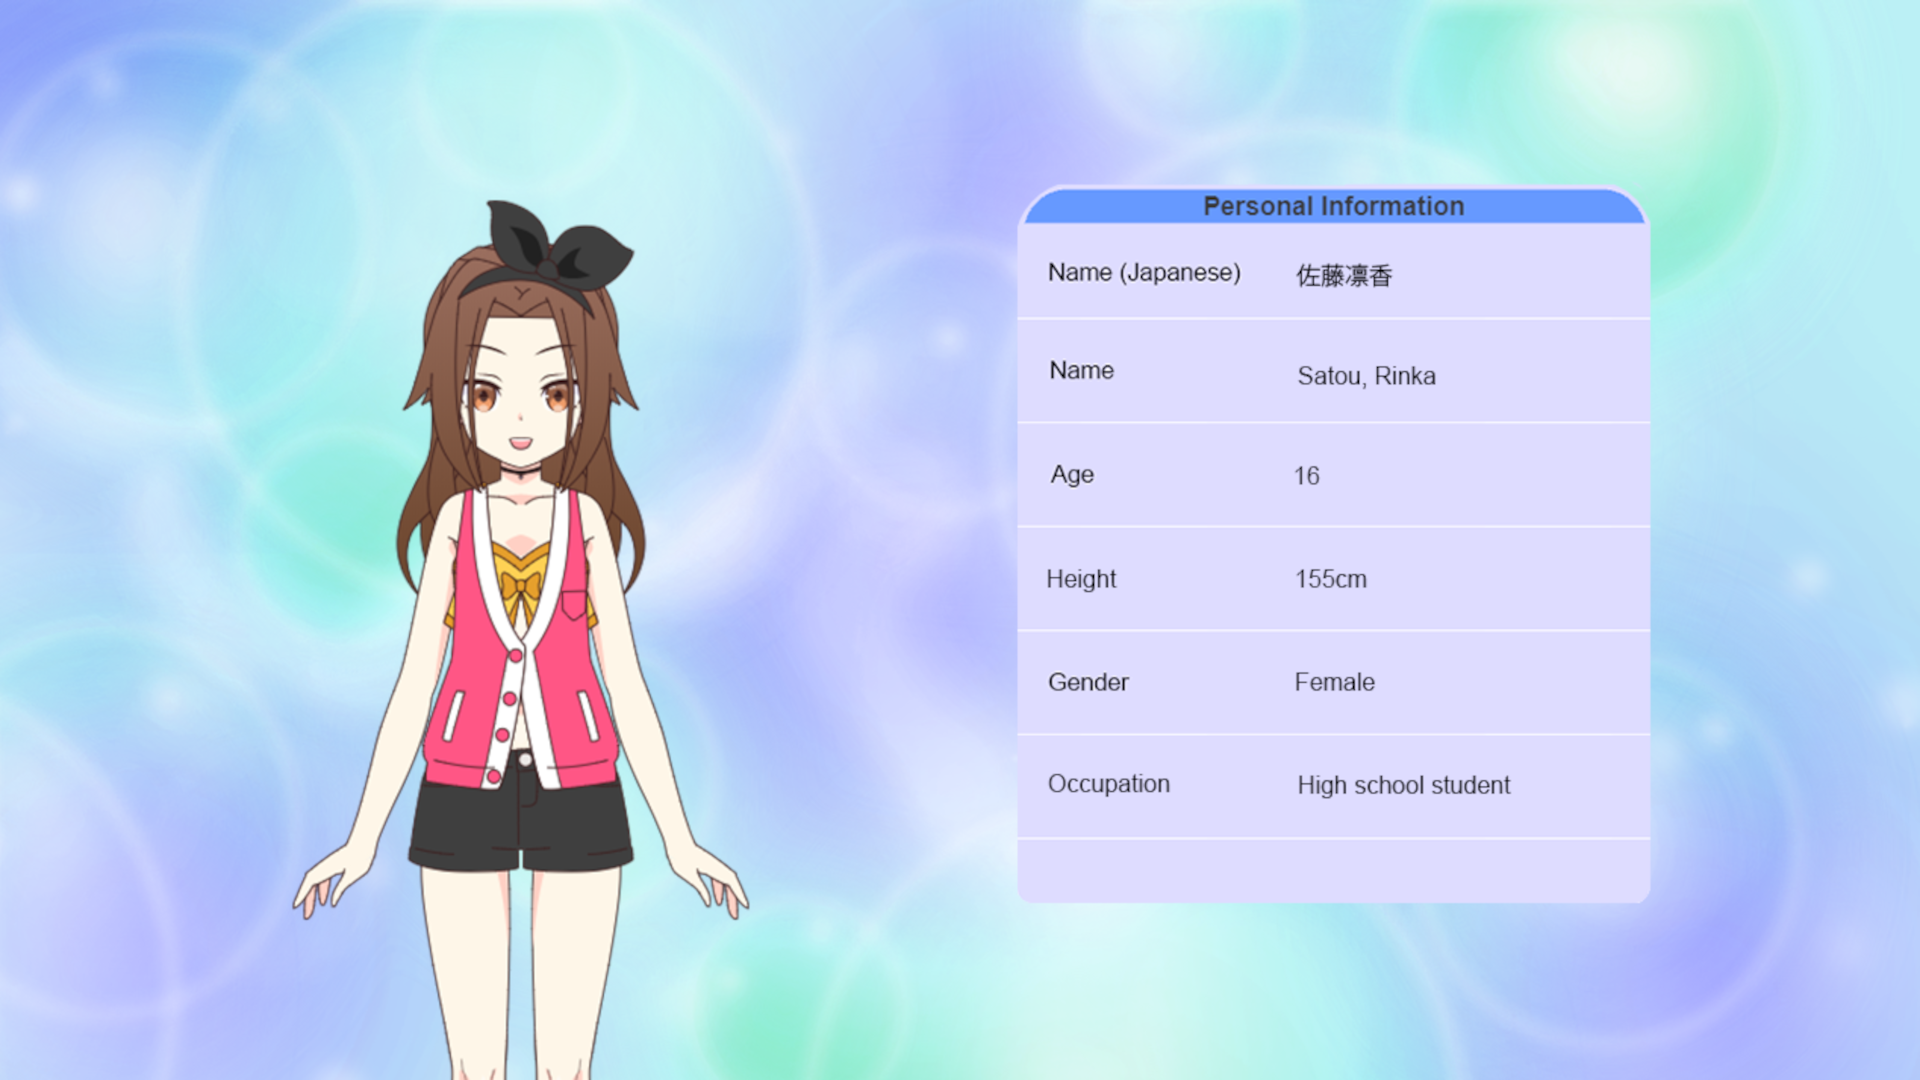 Personal Information
Name (Japanese) 佐藤凛香
Name Satou, Rinka
Age 16
Height 155cm
Gender Female
Occupation High school student